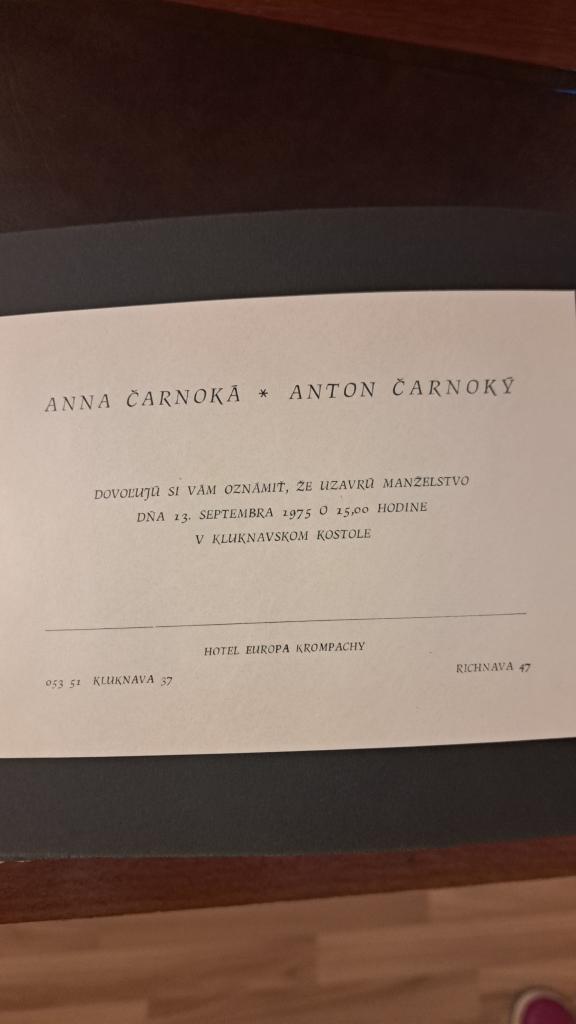 ANNA ČARNOKÁ * ANTON ČARNOKÝ
DOVOĽUJÚ SI VÁM OZNÁMIŤ, ŽE UZAVRÚ MANŽELSTVO
DŇA 13. SEPTEMBRA 1975 O 15,00 HODINE
V KLUKNAVSKOM KOSTOLE
HOTEL EUROPA KROMPACHY
053 51 KLUKNAVA 37
RICHNAVA 47